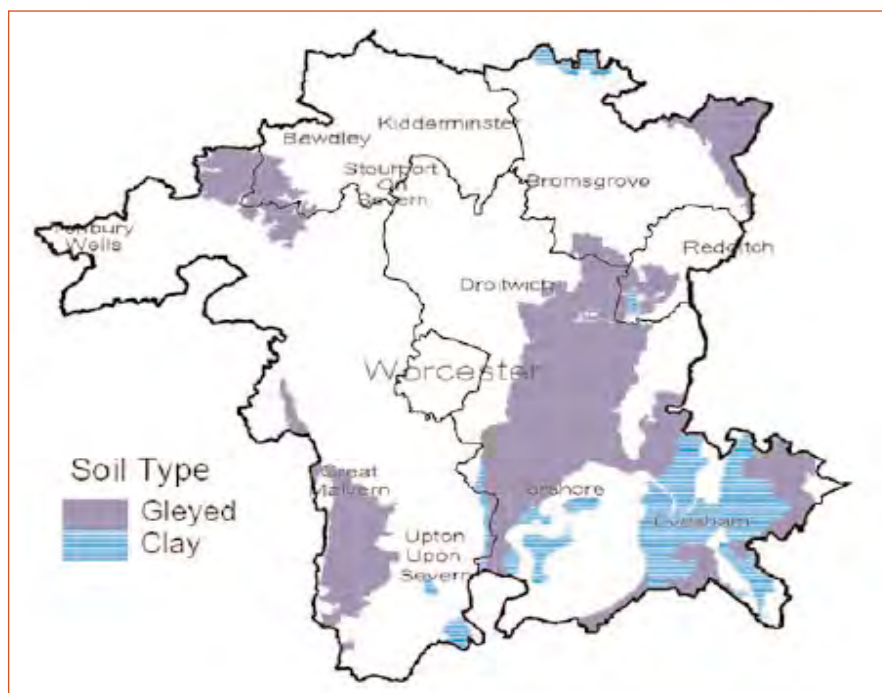 Kidderminster
Bewdley
Stourport
On
Severn
Bromsgrove
Tenbury
Wells
Redditch
Droitwich
Worcester
Soil Type
Gleyed
Clay
Great
Malvern
Pershore
Evesham
Upton
Upon
Severn